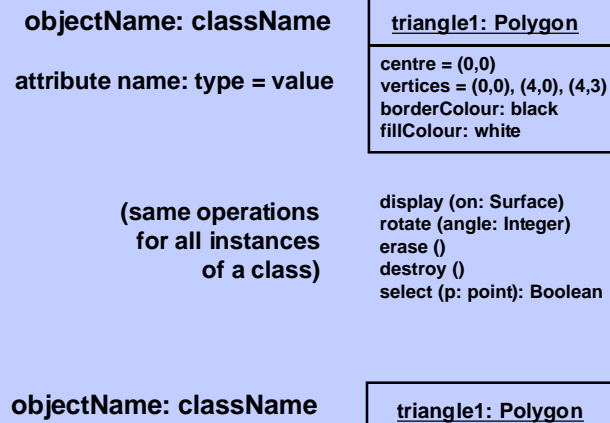 objectName: className
triangle1: Polygon
attribute name: type = value
centre = (0,0)
vertices = (0,0), (4,0), (4,3)
borderColour: black
fillColour: white
(same operations
for all instances
of a class)
display (on: Surface)
rotate (angle: Integer)
erase ()
destroy ()
select (p: point): Boolean
objectName: className
triangle1: Polygon